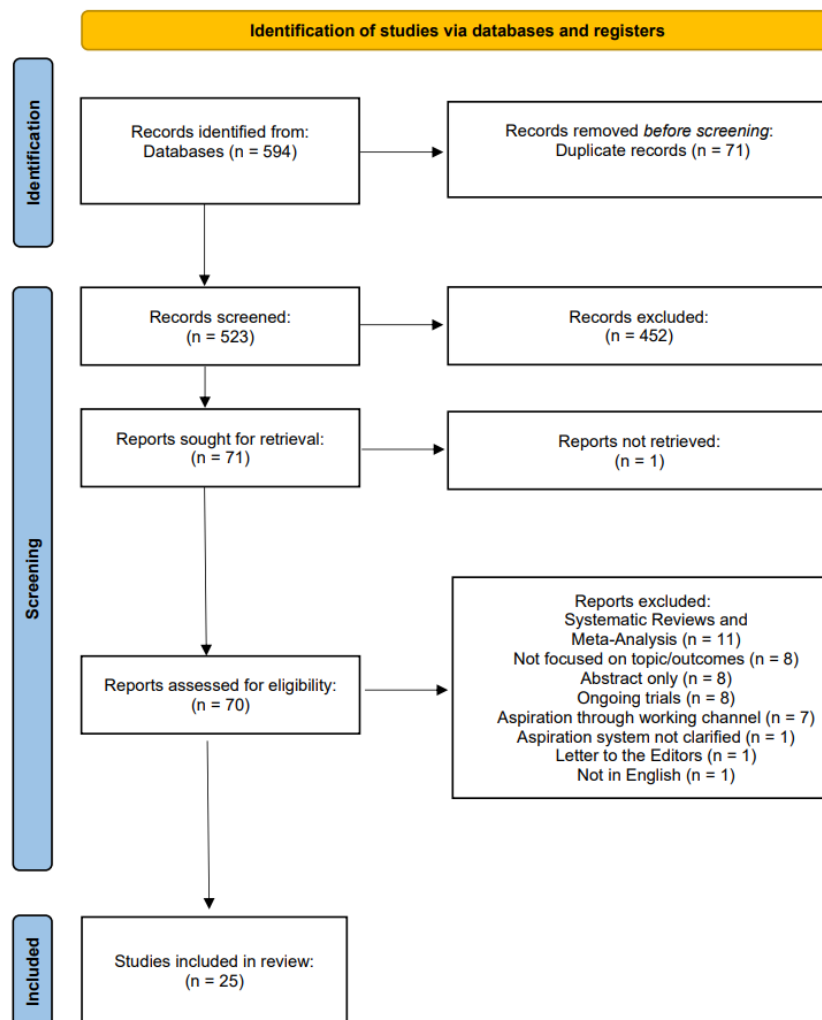 Identification of studies via databases and registers
Identification
Records identified from:
Databases (n = 594)
Records removed before screening:
Duplicate records (n = 71)
Screening
Records screened:
(n = 523)
Records excluded:
(n = 452)
Reports sought for retrieval:
(n = 71)
Reports not retrieved:
(n = 1)
Reports assessed for eligibility:
(n = 70)
Reports excluded:
Systematic Reviews and
Meta-Analysis (n = 11)
Not focused on topic/outcomes (n = 8)
Abstract only (n = 8)
Ongoing trials (n = 8)
Aspiration through working channel (n = 7)
Aspiration system not clarified (n = 1)
Letter to the Editors (n = 1)
Not in English (n = 1)
Included
Studies included in review:
(n = 25)